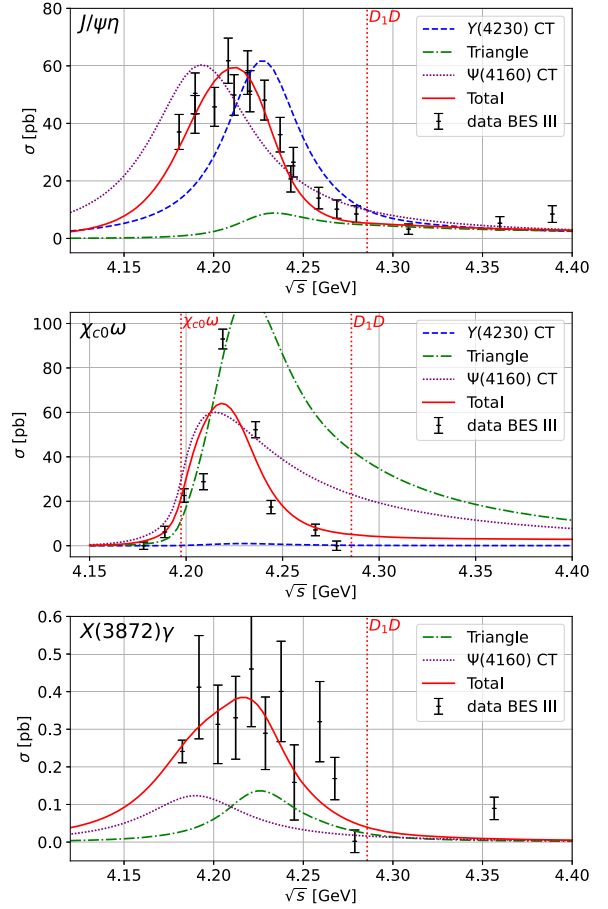 J/ψη
D₁D
Y(4230) CT
Triangle
Ψ(4160) CT
Total
data BES III
σ [pb]
80
60
40
20
0
4.15 4.20 4.25 4.30 4.35 4.40
√s [GeV]
χc0ω
χc0ω
D₁D
Y(4230) CT
Triangle
Ψ(4160) CT
Total
data BES III
σ [pb]
100
80
60
40
20
0
4.15 4.20 4.25 4.30 4.35 4.40
√s [GeV]
X(3872)γ
D₁D
Triangle
Ψ(4160) CT
Total
data BES III
σ [pb]
0.6
0.5
0.4
0.3
0.2
0.1
0.0
4.15 4.20 4.25 4.30 4.35 4.40
√s [GeV]